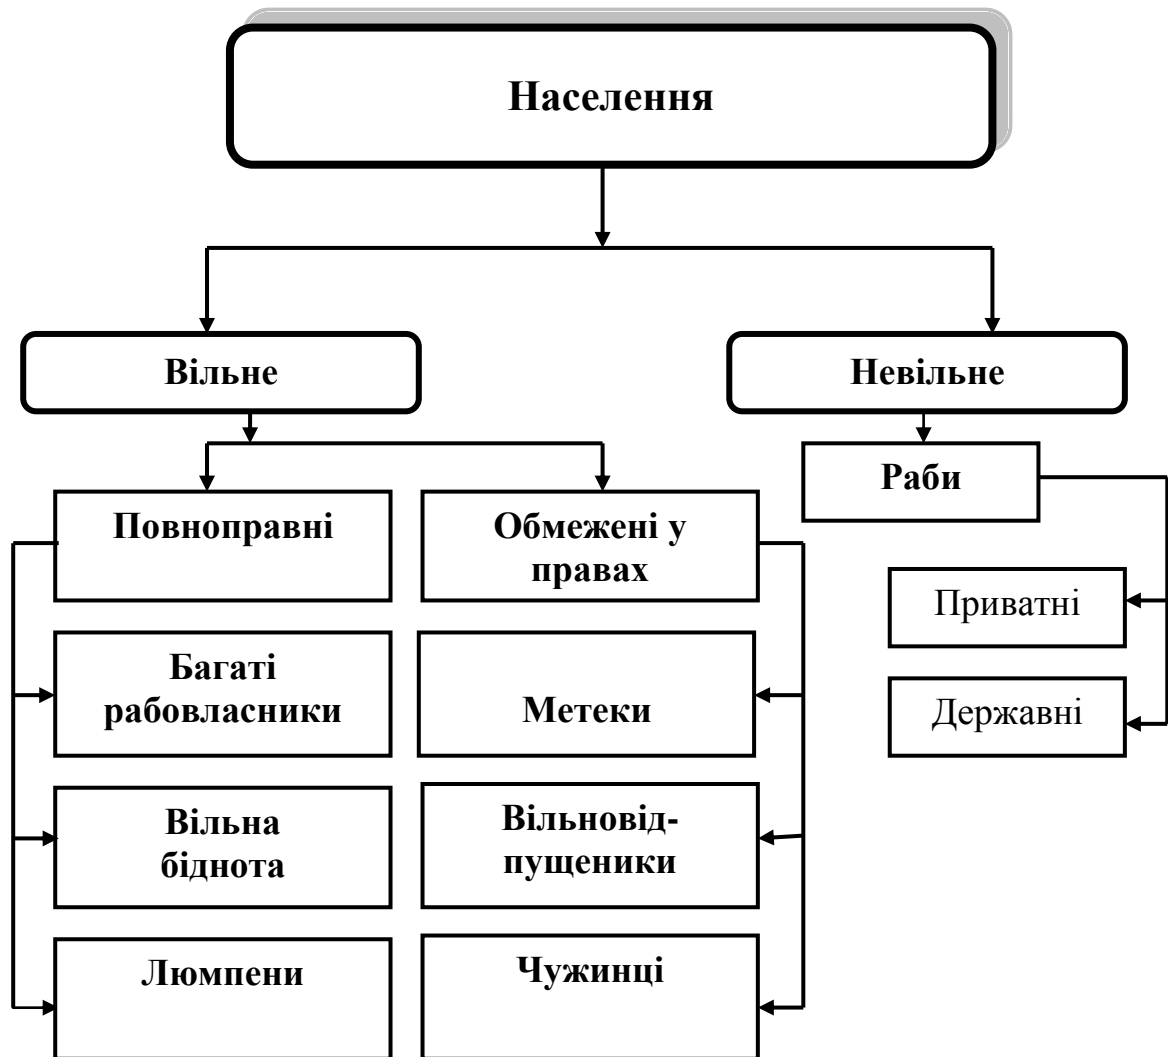 Населення
Вільне
Невільне
Повноправні
Обмежені у
правах
Раби
Багаті
рабовласники
Метеки
Приватні
Державні
Вільна
біднота
Вільновід-
пущеники
Люмпени
Чужинці